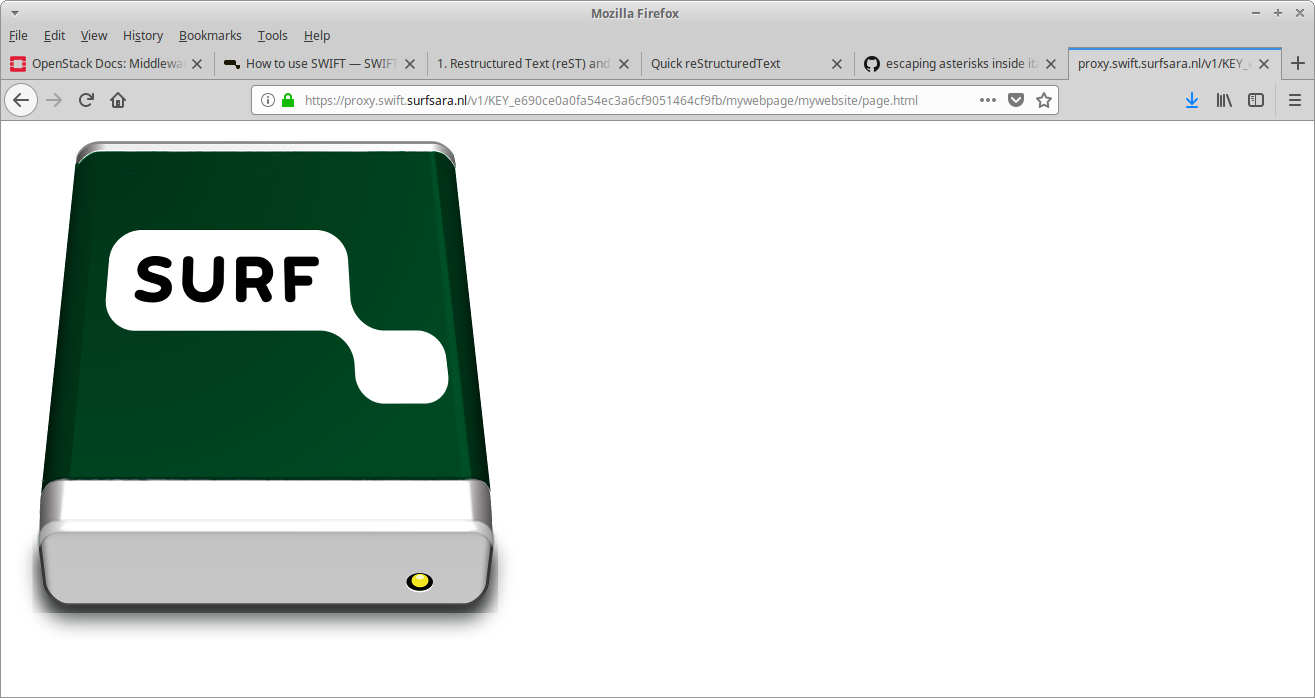 Mozilla Firefox
File Edit View History Bookmarks Tools Help
OpenStack Docs: Middlewa How to use SWIFT — SWIFT 1. Restructured Text (reST) and Quick reStructuredText escaping asterisks inside ita proxy.swift.surfsara.nl/v1/KEY_e
https://proxy.swift.surfsara.nl/v1/KEY_e690ce0a0fa54ec3a6cf9051464cf9fb/mywebpage/mywebsite/page.html
SURF